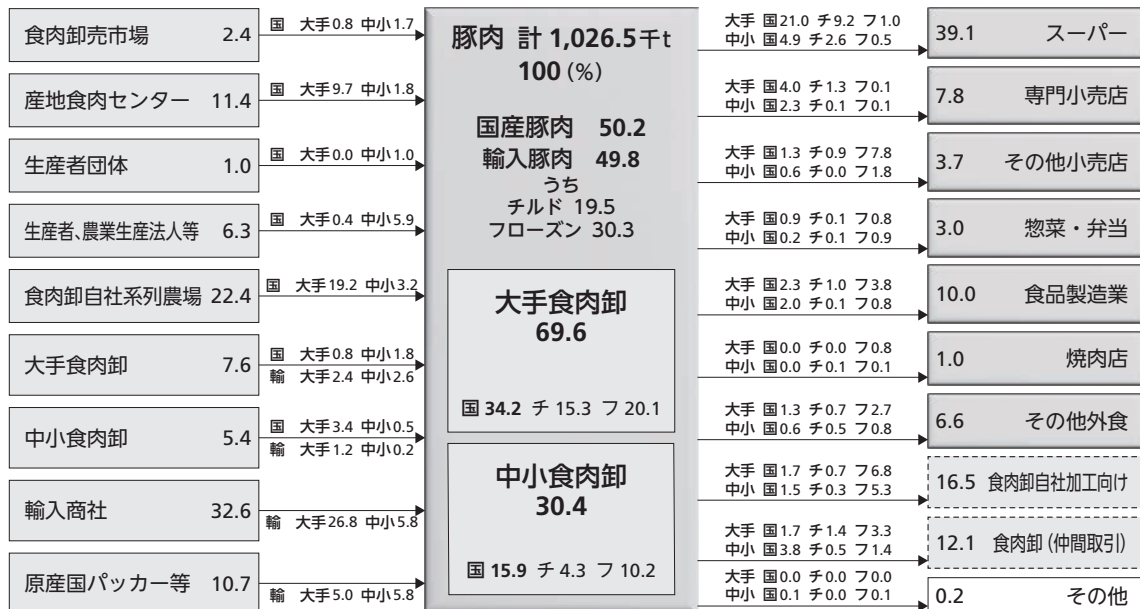 食肉卸売市場 2.4
国 大手0.8 中小1.7
産地食肉センター 11.4
国 大手9.7 中小1.8
生産者団体 1.0
国 大手0.0 中小1.0
生産者、農業生産法人等 6.3
国 大手0.4 中小5.9
食肉卸自社系列農場 22.4
国 大手19.2 中小3.2
大手食肉卸 7.6
国 大手0.8 中小1.8
輸 大手2.4 中小2.6
中小食肉卸 5.4
国 大手3.4 中小0.5
輸 大手1.2 中小0.2
輸入商社 32.6
輸 大手26.8 中小5.8
原産国パッカー等 10.7
輸 大手5.0 中小5.8
豚肉 計 1,026.5千t
100 (%)
国産豚肉 50.2
輸入豚肉 49.8
うち
チルド 19.5
フローズン 30.3
大手食肉卸
69.6
国 34.2 チ 15.3 フ 20.1
中小食肉卸
30.4
国 15.9 チ 4.3 フ 10.2
大手 国21.0 チ9.2 フ1.0
中小 国4.9 チ2.6 フ0.5
39.1 スーパー
大手 国4.0 チ1.3 フ0.1
中小 国2.3 チ0.1 フ0.1
7.8 専門小売店
大手 国1.3 チ0.9 フ7.8
中小 国0.6 チ0.0 フ1.8
3.7 その他小売店
大手 国0.9 チ0.1 フ0.8
中小 国0.2 チ0.1 フ0.9
3.0 惣菜・弁当
大手 国2.3 チ1.0 フ3.8
中小 国2.0 チ0.1 フ0.8
10.0 食品製造業
大手 国0.0 チ0.0 フ0.8
中小 国0.0 チ0.1 フ0.1
1.0 焼肉店
大手 国1.3 チ0.7 フ2.7
中小 国0.6 チ0.5 フ0.8
6.6 その他外食
大手 国1.7 チ0.7 フ6.8
中小 国1.5 チ0.3 フ5.3
16.5 食肉卸自社加工向け
大手 国1.7 チ1.4 フ3.3
中小 国3.8 チ0.5 フ1.4
12.1 食肉卸(仲間取引)
大手 国0.0 チ0.0 フ0.0
中小 国0.1 チ0.0 フ0.1
0.2 その他